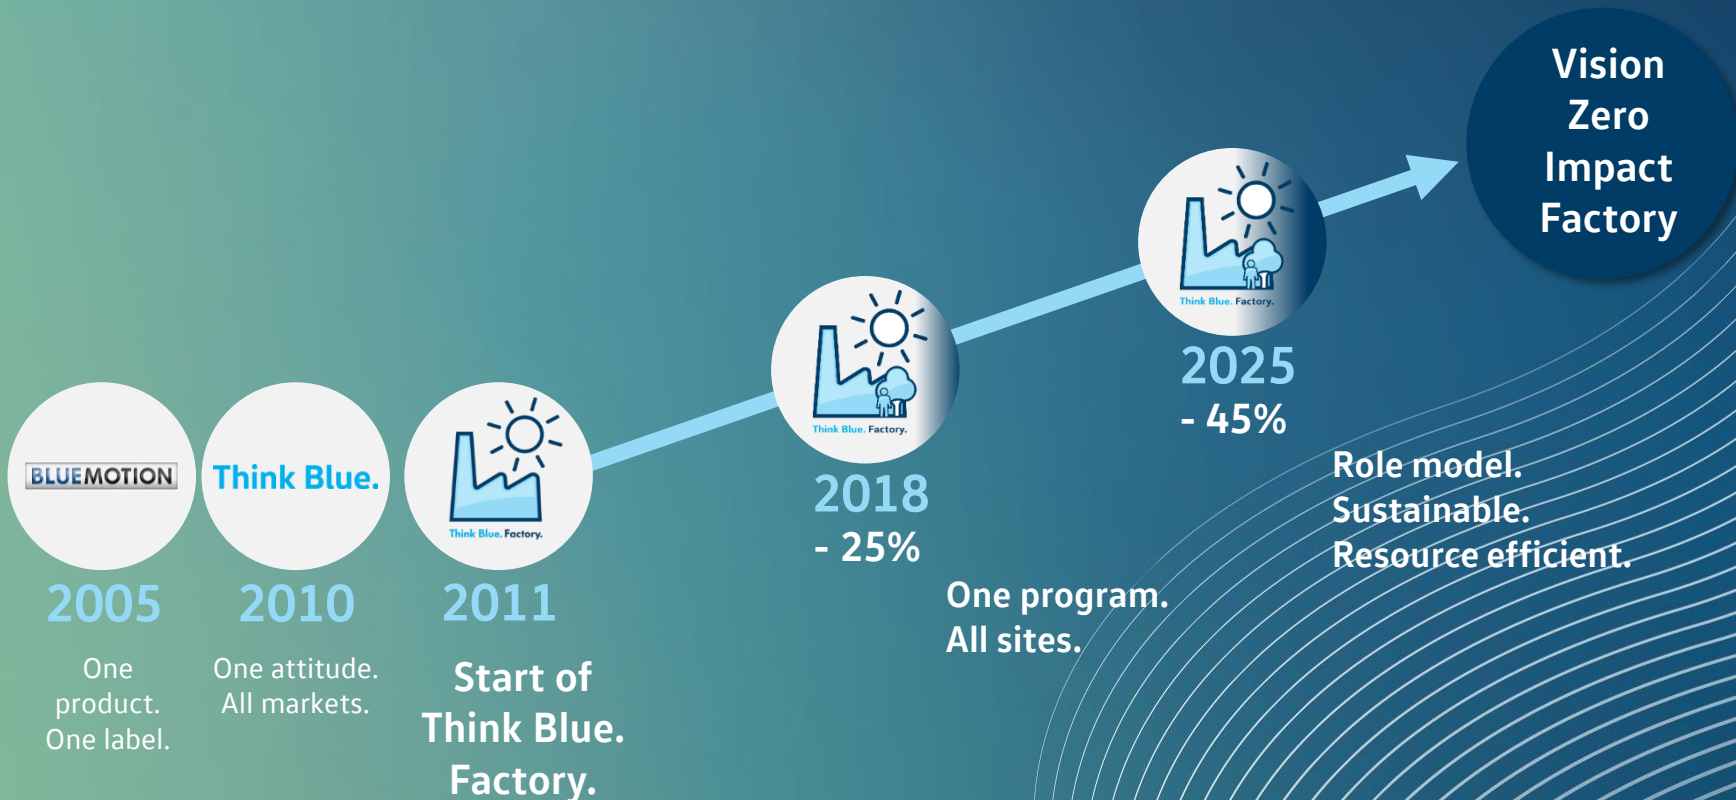 BLUEMOTION
2005
One
product.
One label.
Think Blue.
2010
One attitude.
All markets.
Think Blue. Factory.
2011
Start of
Think Blue.
Factory.
Think Blue. Factory.
2018
- 25%
One program.
All sites.
Think Blue. Factory.
2025
- 45%
Role model.
Sustainable.
Resource efficient.
Vision
Zero
Impact
Factory